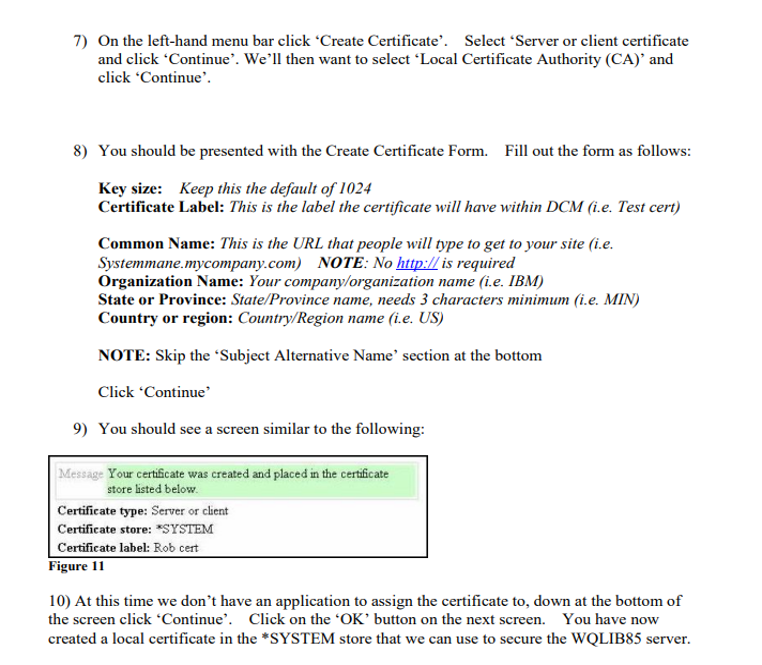 7) On the left-hand menu bar click ‘Create Certificate’. Select ‘Server or client certificate
and click ‘Continue’. We’ll then want to select ‘Local Certificate Authority (CA)’ and
click ‘Continue’.
8) You should be presented with the Create Certificate Form. Fill out the form as follows:
Key size: Keep this the default of 1024
Certificate Label: This is the label the certificate will have within DCM (i.e. Test cert)
Common Name: This is the URL that people will type to get to your site (i.e.
Systemmane.mycompany.com) NOTE: No http:// is required
Organization Name: Your company/organization name (i.e. IBM)
State or Province: State/Province name, needs 3 characters minimum (i.e. MIN)
Country or region: Country/Region name (i.e. US)
NOTE: Skip the ‘Subject Alternative Name’ section at the bottom
Click ‘Continue’
9) You should see a screen similar to the following:
Message Your certificate was created and placed in the certificate
store listed below.
Certificate type: Server or client
Certificate store: *SYSTEM
Certificate label: Rob cert
Figure 11
10) At this time we don’t have an application to assign the certificate to, down at the bottom of
the screen click ‘Continue’. Click on the ‘OK’ button on the next screen. You have now
created a local certificate in the *SYSTEM store that we can use to secure the WQLIB85 server.